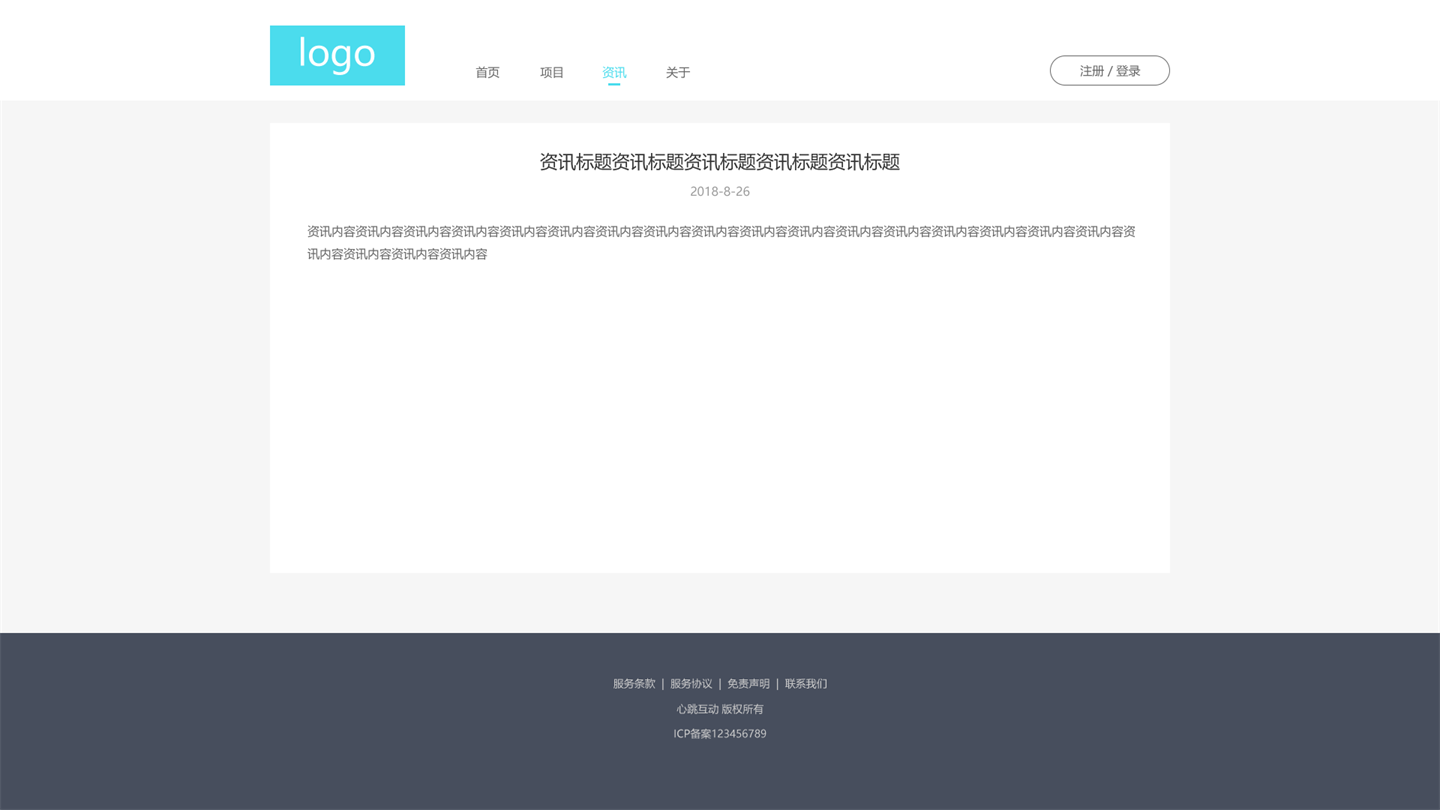 logo
首页 项目 资讯 关于 注册 / 登录
资讯标题资讯标题资讯标题资讯标题资讯标题
2018-8-26
资讯内容资讯内容资讯内容资讯内容资讯内容资讯内容资讯内容资讯内容资讯内容资讯内容资讯内容资讯内容资讯内容资讯内容资讯内容资讯内容资讯内容资
讯内容资讯内容资讯内容资讯内容
服务条款 | 服务协议 | 免责声明 | 联系我们
心跳互动 版权所有
ICP备案123456789